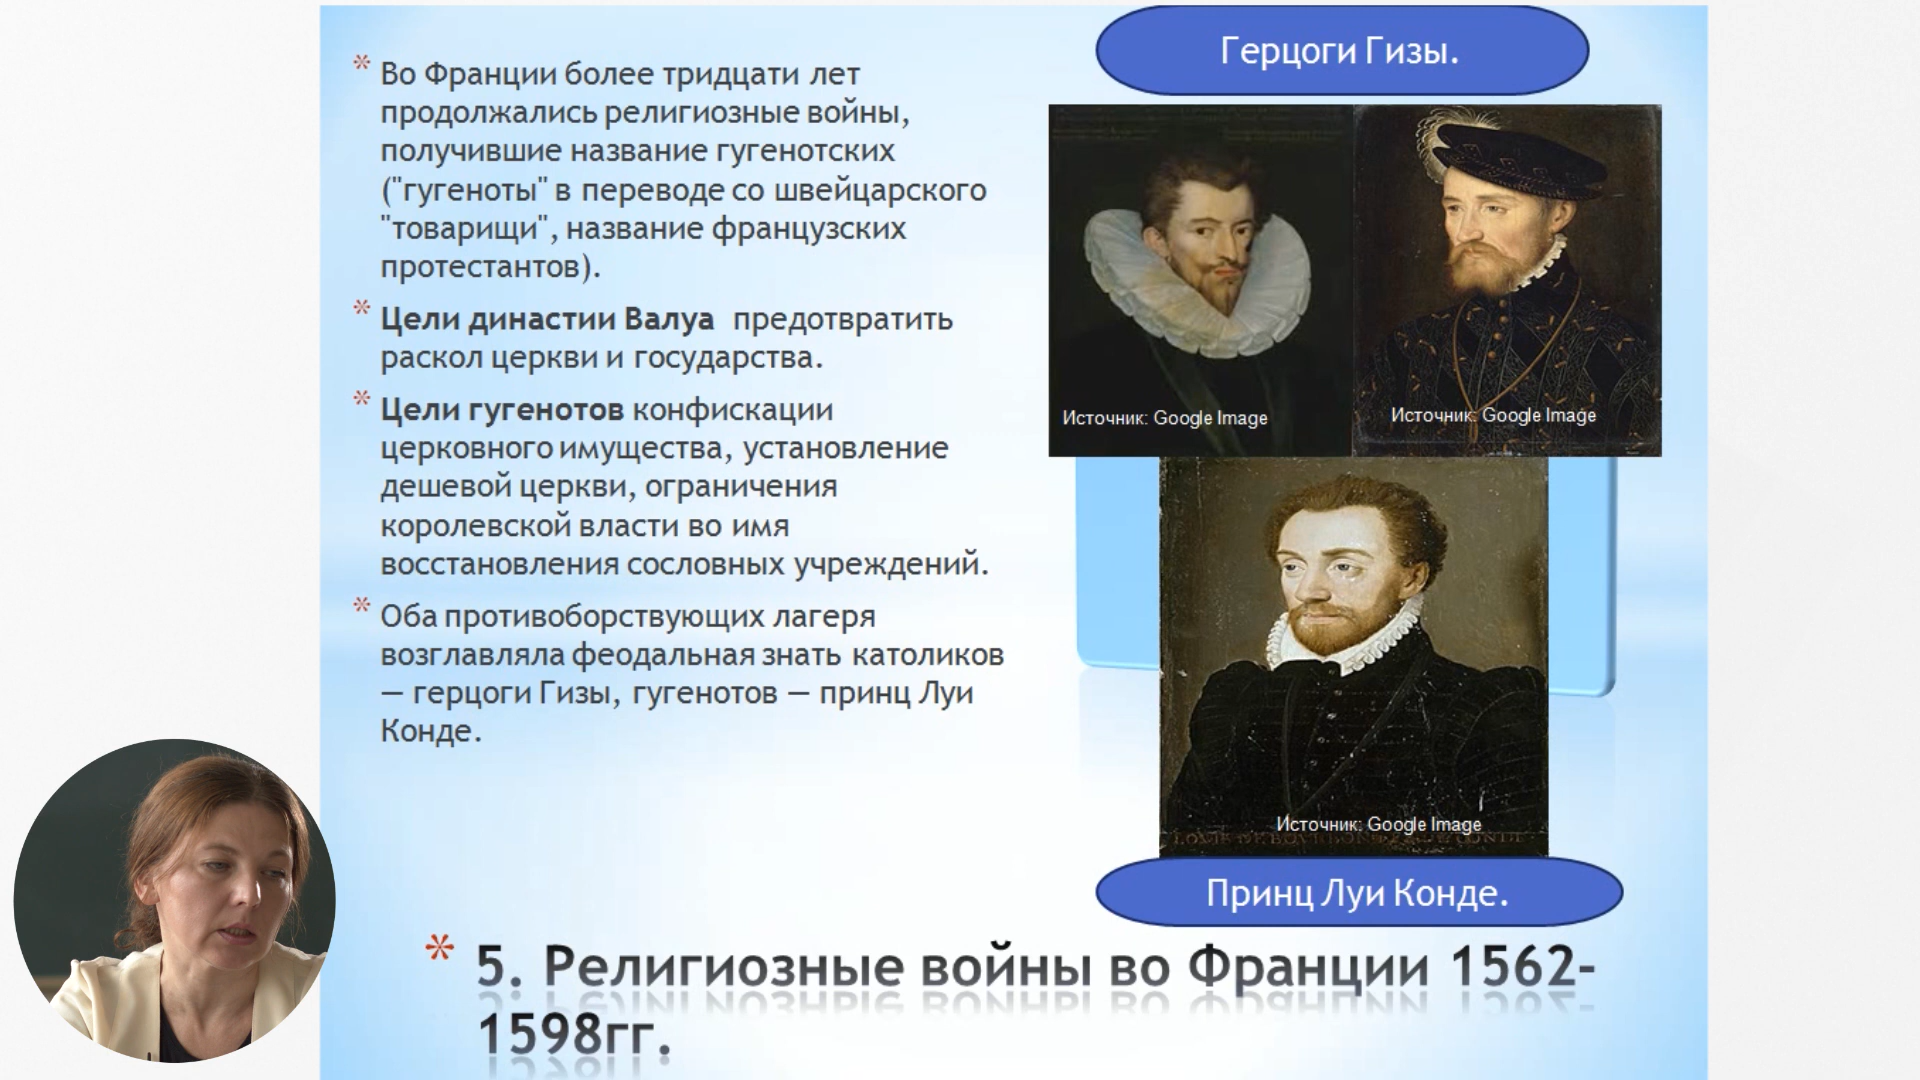 Во Франции более тридцати лет
продолжались религиозные войны,
получившие название гугенотских
("гугеноты" в переводе со швейцарского
"товарищи", название французских
протестантов).
Цели династии Валуа предотвратить
раскол церкви и государства.
Цели гугенотов конфискации
церковного имущества, установление
дешевой церкви, ограничения
королевской власти во имя
восстановления сословных учреждений.
Оба противоборствующих лагеря
возглавляла феодальная знать католиков
— герцоги Гизы, гугенотов — принц Луи
Конде.
Герцоги Гизы.
Источник: Google Image
Источник: Google Image
Источник: Google Image
Принц Луи Конде.
5. Религиозные войны во Франции 1562-
1598гг.